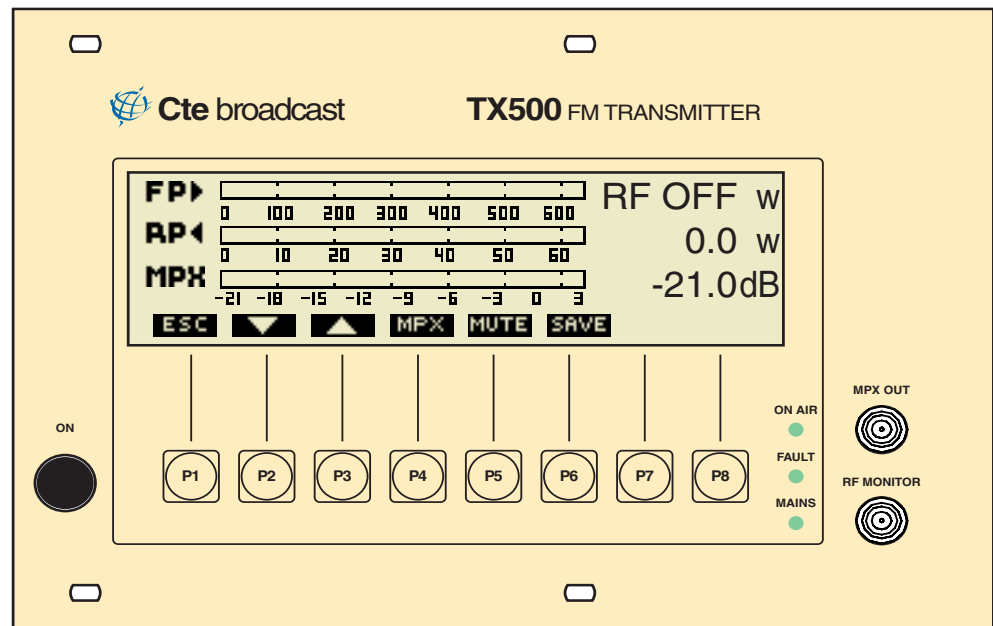 Cte broadcast
TX500 FM TRANSMITTER
FP
RF OFF w
0 100 200 300 400 500 600
RP
0.0 w
0 10 20 30 40 50 60
MPX
-21.0dB
-21 -18 -15 -12 -9 -6 -3 0 3
ESC MPX MUTE SAVE
ON
P1 P2 P3 P4 P5 P6 P7 P8
ON AIR
FAULT
MAINS
MPX OUT
RF MONITOR